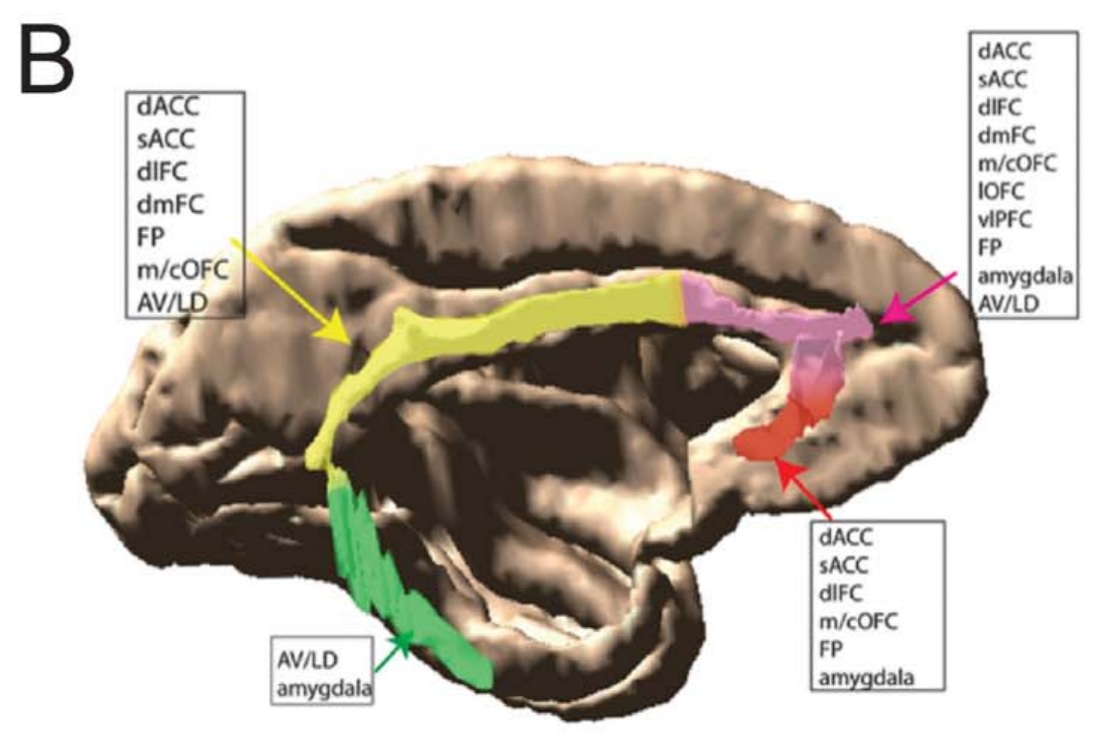 B
dACC
sACC
dlFC
dmFC
FP
m/cOFC
AV/LD
dACC
sACC
dlFC
dmFC
m/cOFC
lOFC
vlPFC
FP
amygdala
AV/LD
dACC
sACC
dlFC
m/cOFC
FP
amygdala
AV/LD
amygdala